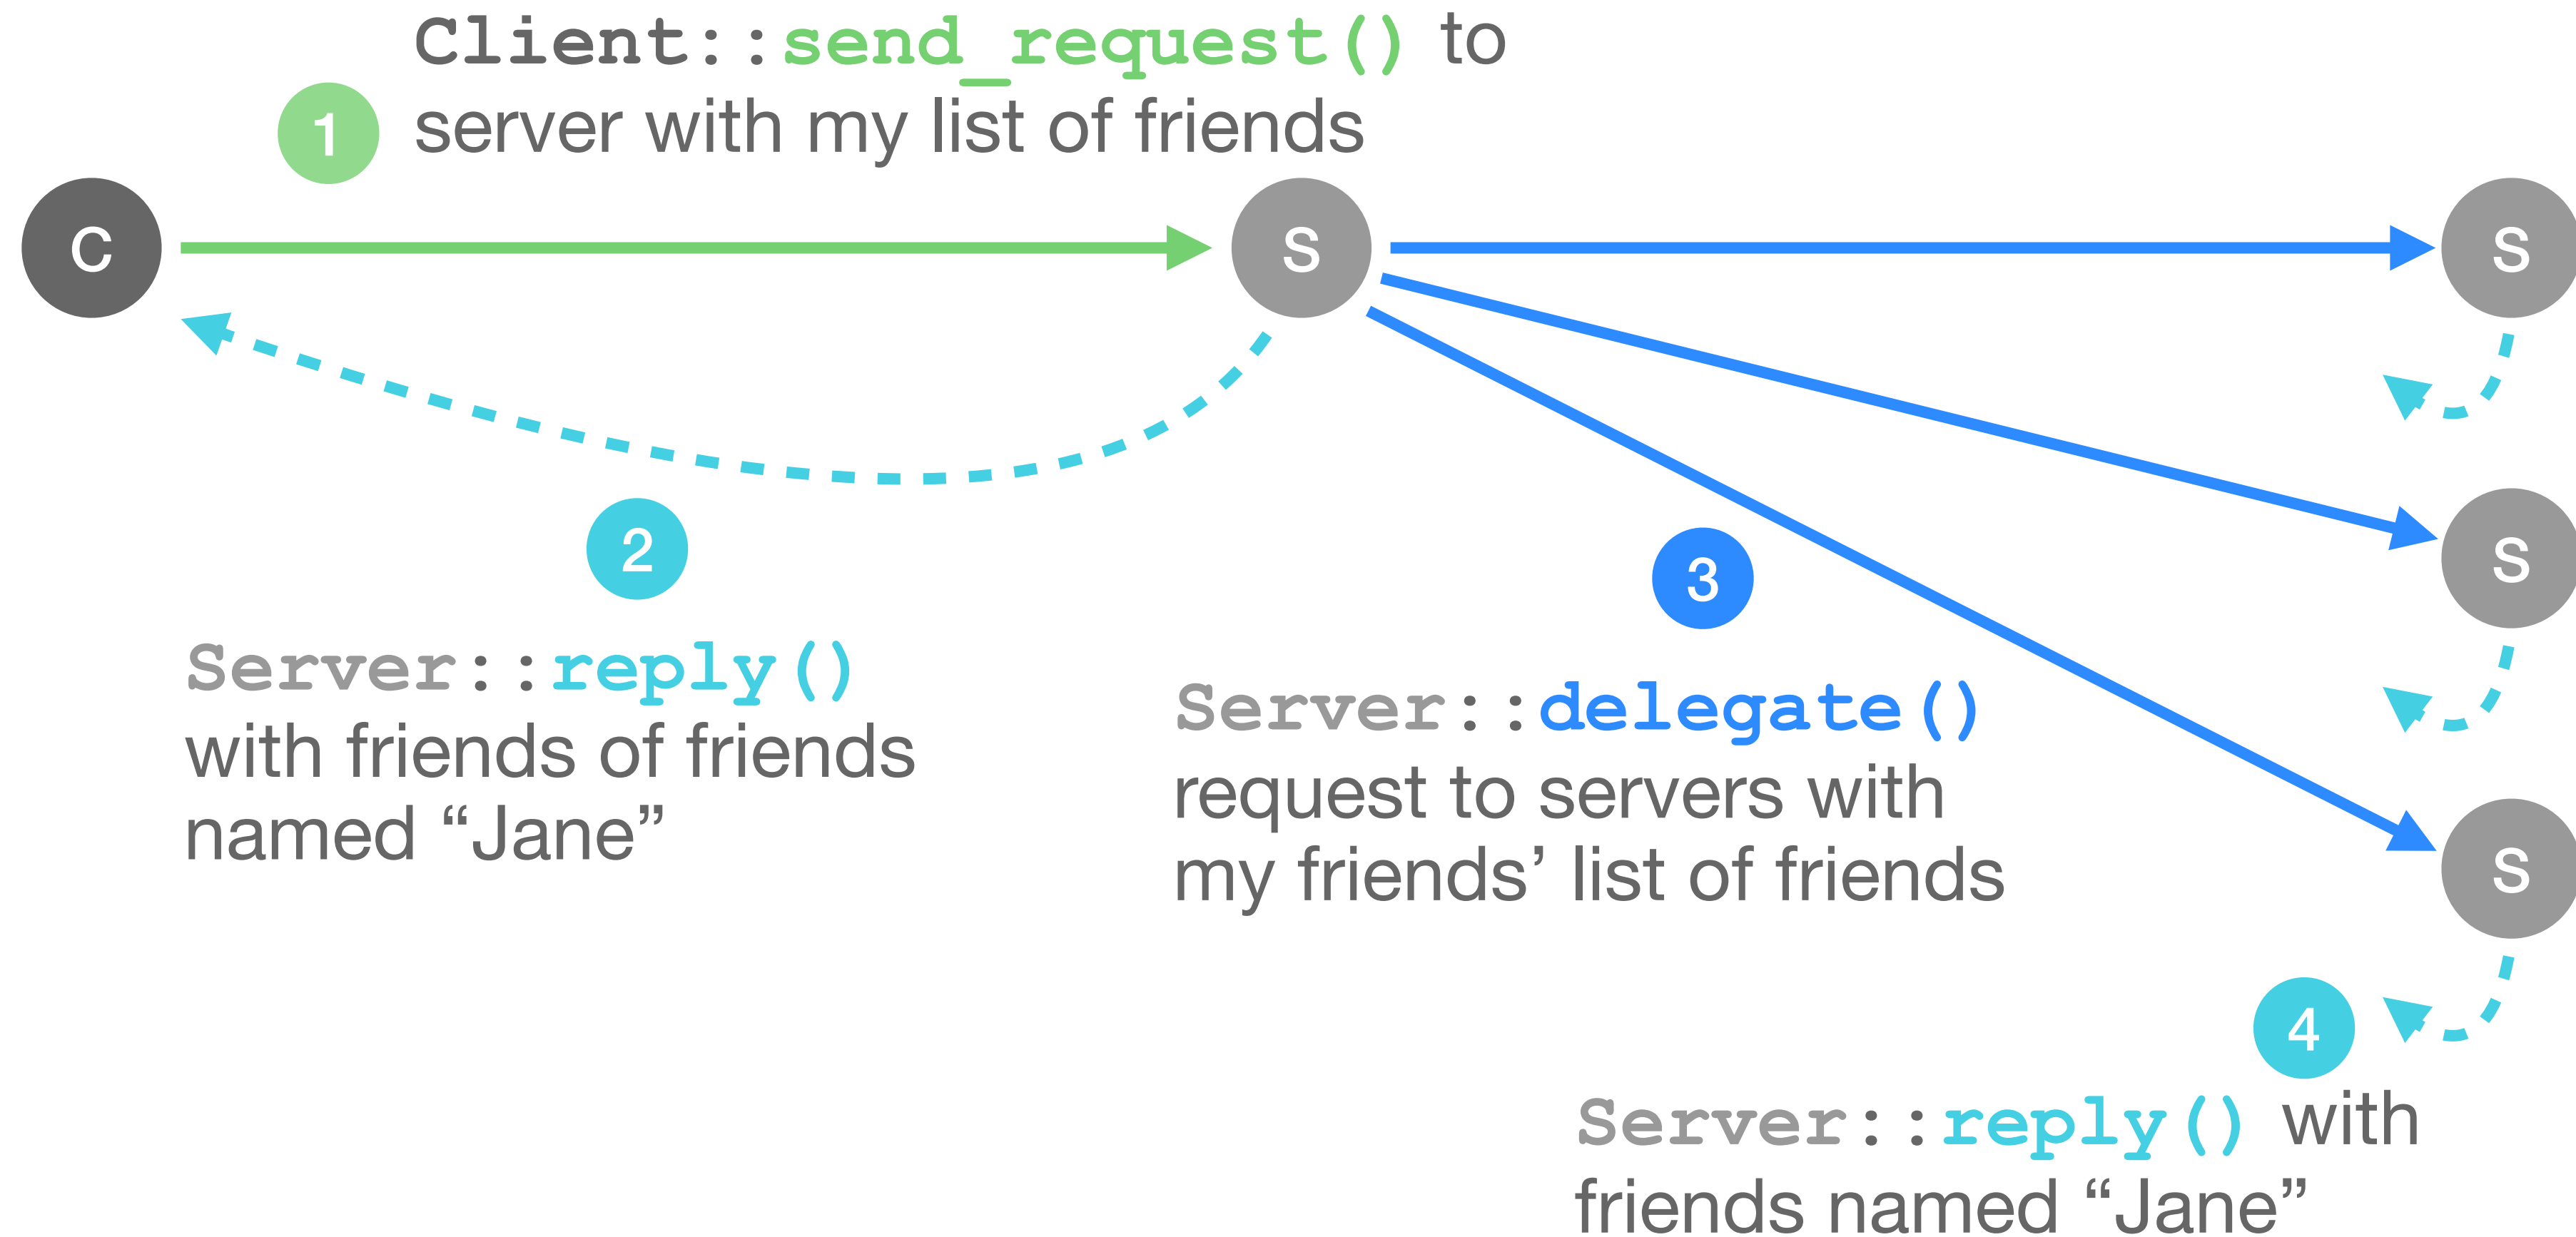 Client::send_request() to
server with my list of friends
1
C
S
S
2
3
S
Server::reply()
with friends of friends
named “Jane”
Server::delegate()
request to servers with
my friends’ list of friends
S
4
Server::reply() with
friends named “Jane”